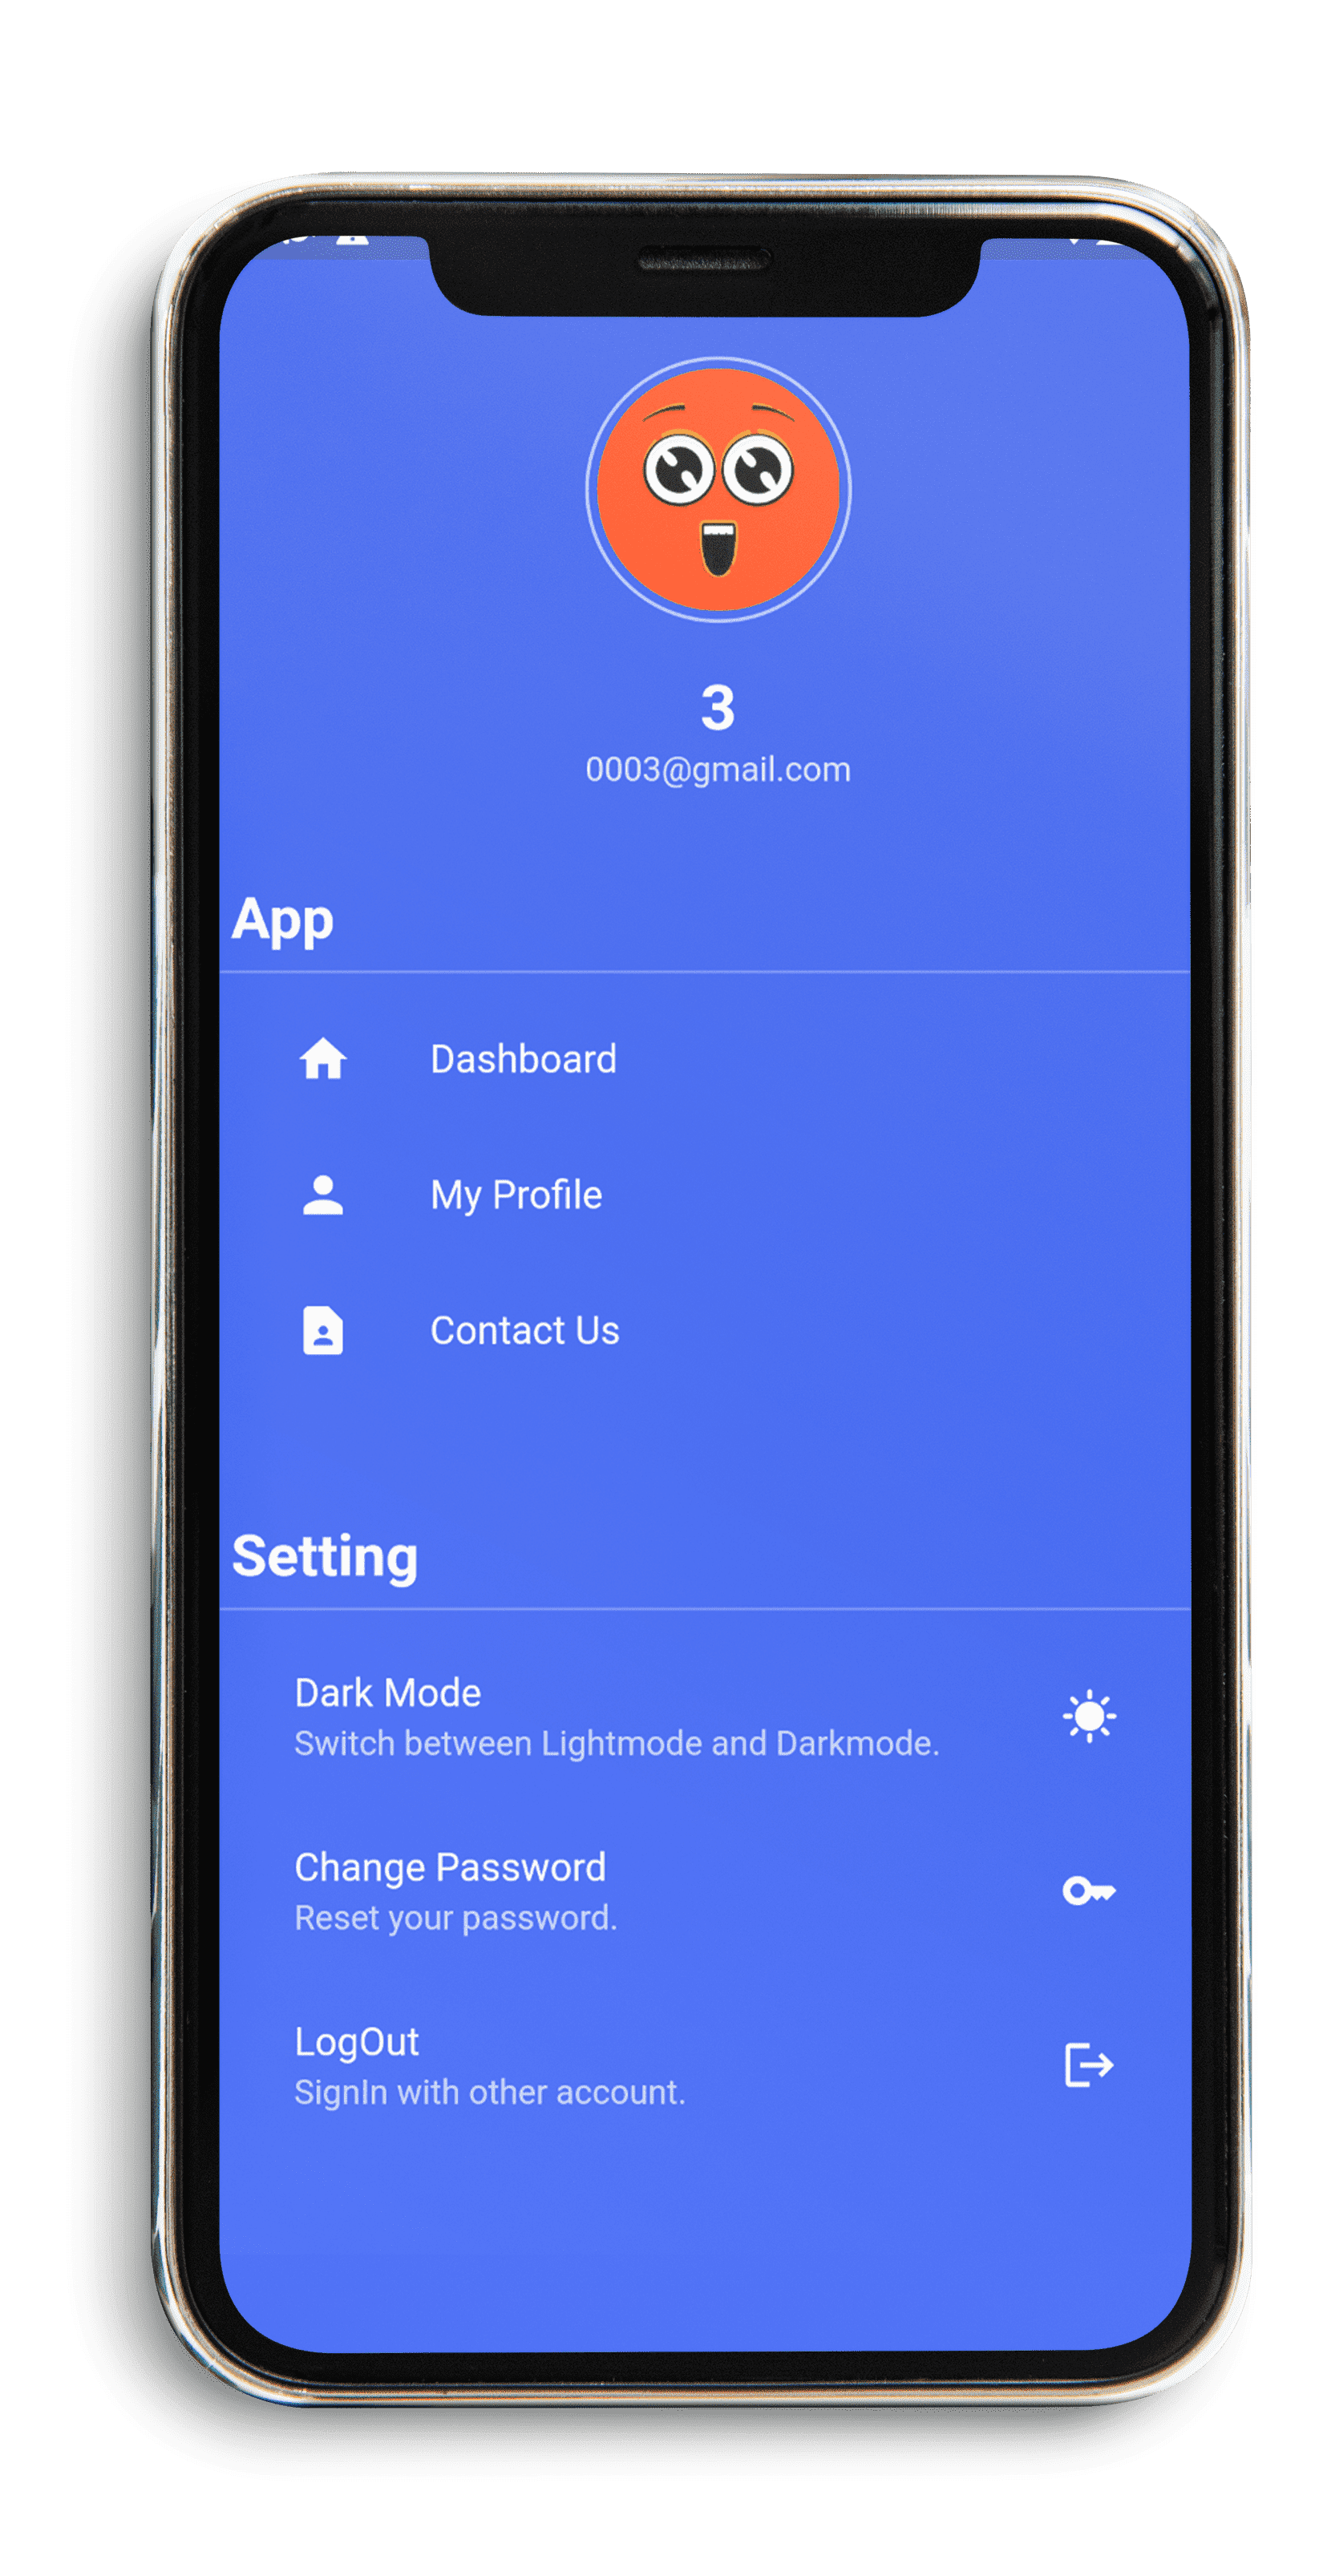 3
0003@gmail.com
App
Dashboard
My Profile
Contact Us
Setting
Dark Mode
Switch between Lightmode and Darkmode.
Change Password
Reset your password.
LogOut
SignIn with other account.